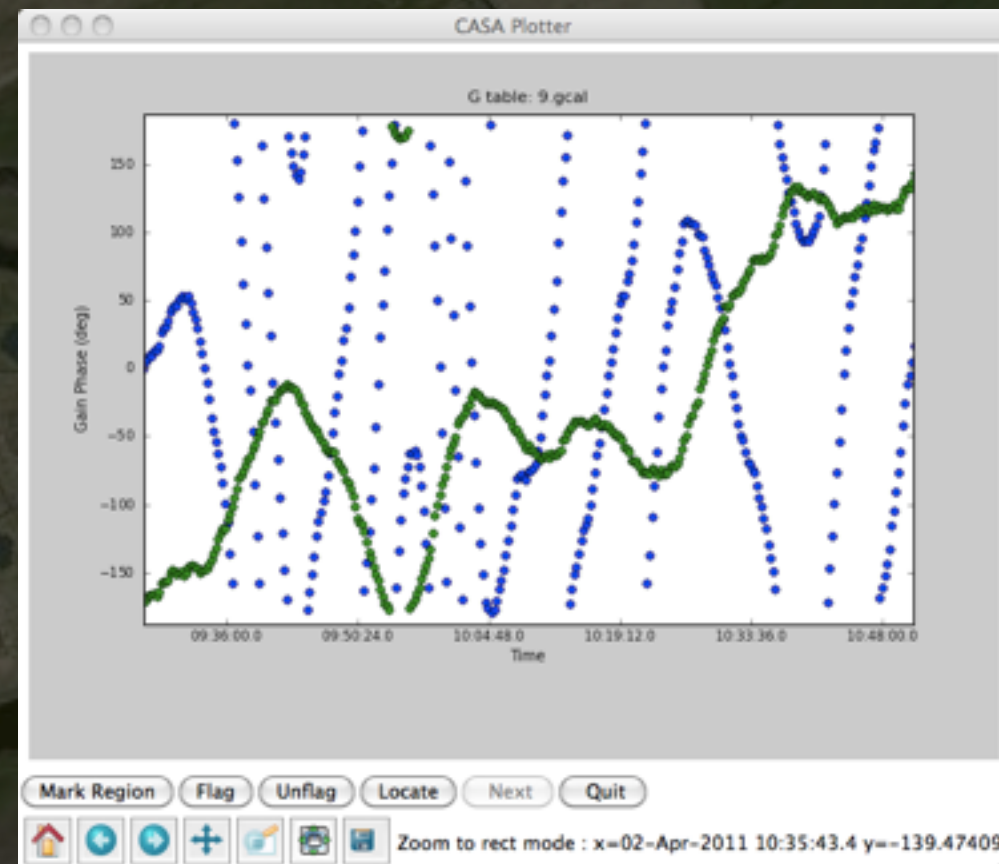 CASA Plotter
G table: 9.gcal
150
100
50
0
−50
−100
−150
Gain Phase (deg)
09:36:00.0 09:50:24.0 10:04:48.0 10:19:12.0 10:33:36.0 10:48:00.0
Time
Mark Region Flag Unflag Locate Next Quit
Zoom to rect mode : x=02-Apr-2011 10:35:43.4 y=-139.47409